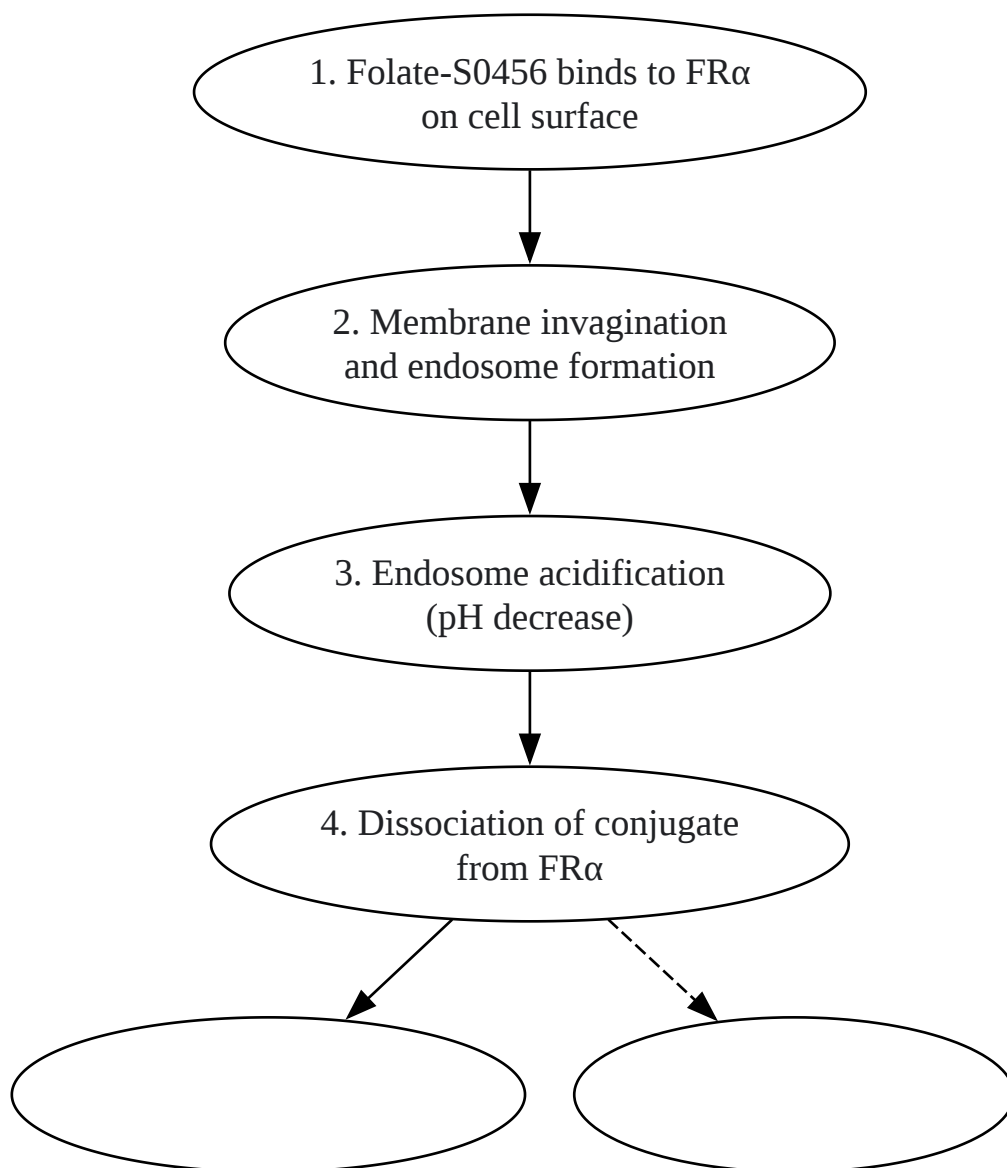 1. Folate-S0456 binds to FRα
on cell surface
2. Membrane invagination
and endosome formation
3. Endosome acidification
(pH decrease)
4. Dissociation of conjugate
from FRα